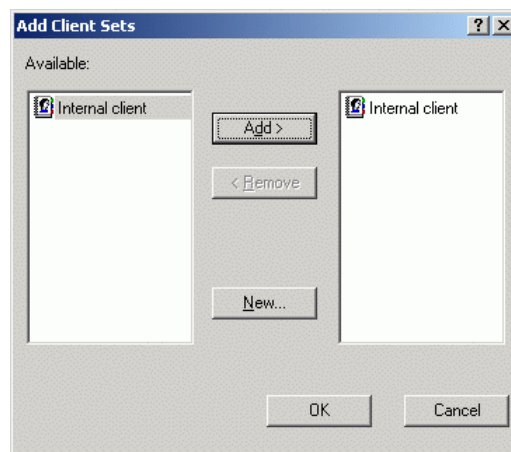 Add Client Sets
Available:
Internal client
Internal client
Add >
< Remove
New...
OK
Cancel